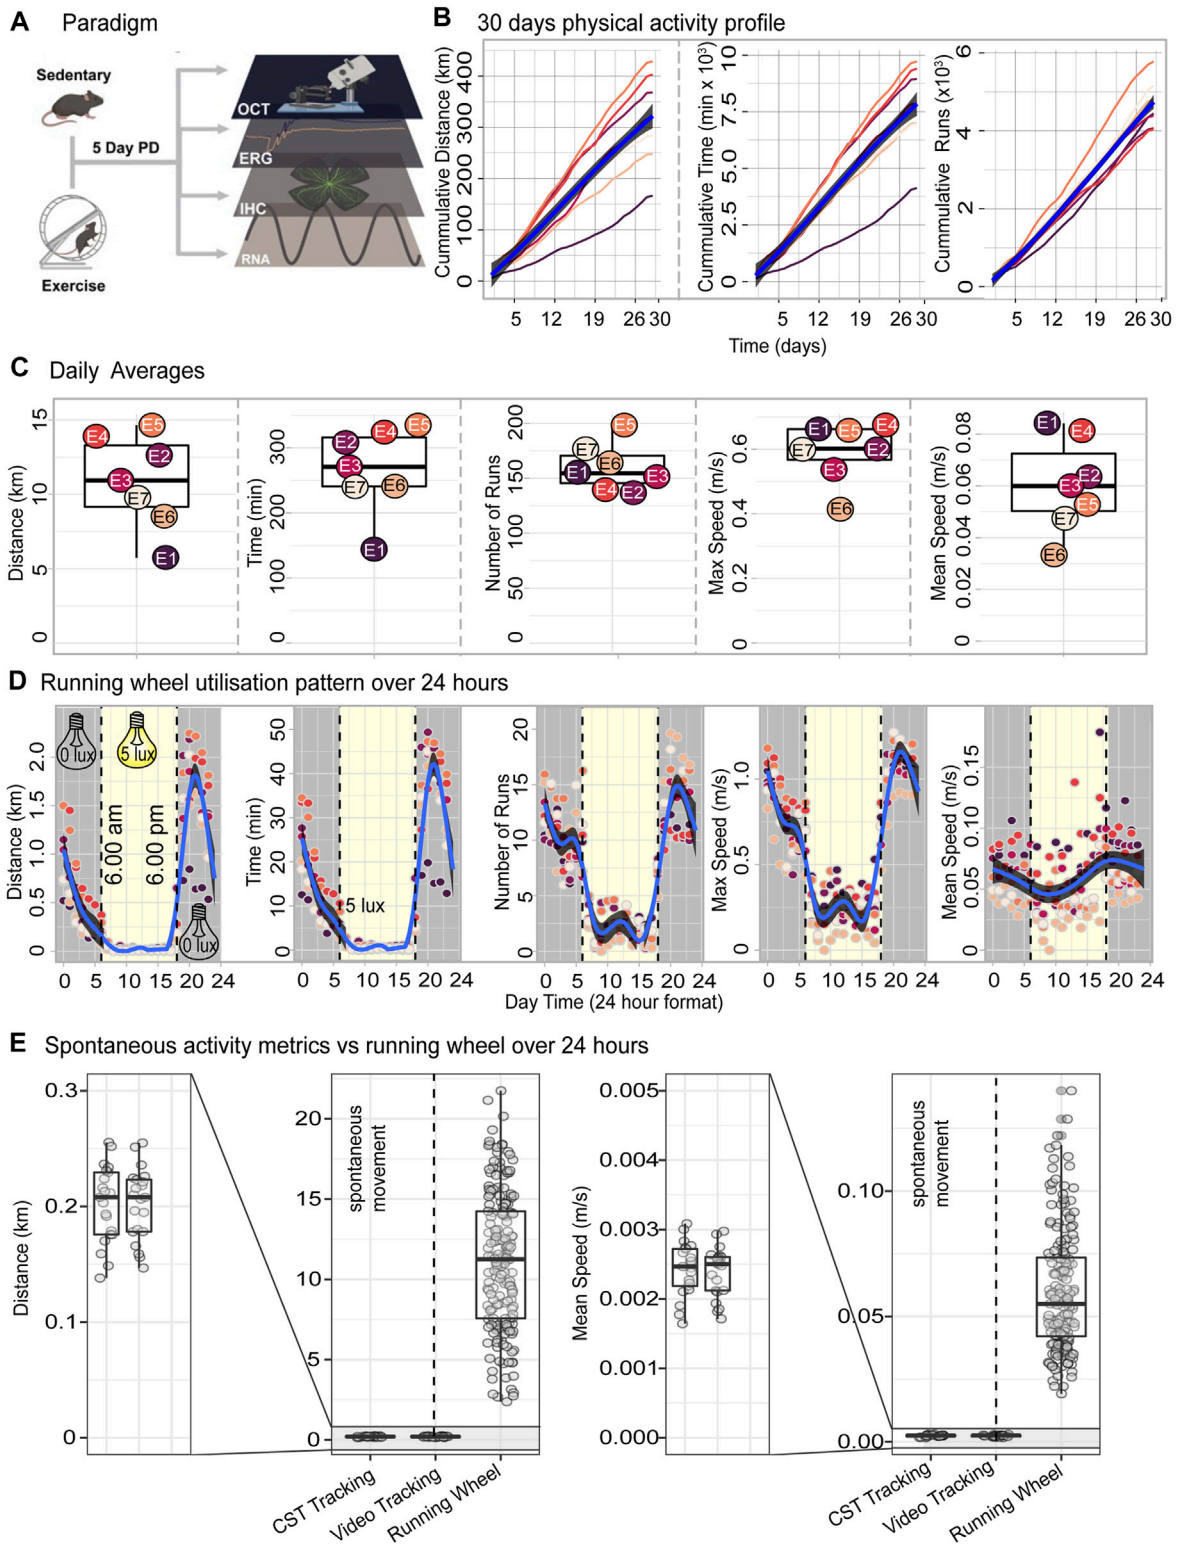 A Paradigm
Sedentary
5 Day PD
Exercise
OCT
ERG
IHC
RNA
B 30 days physical activity profile
Cummulative Distance (km)
0 100 200 300 400
5 12 19 26 30
Cummulative Time (min x 10³)
0 2.5 5.0 7.5 10
5 12 19 26 30
Cummulative Runs (x10³)
0 2 4 6
5 12 19 26 30
Time (days)
C Daily Averages
Distance (km)
0 5 10 15
E4 E5 E2 E3 E7 E6 E1
Time (min)
0 100 200 300
E5 E4 E2 E3 E7 E6 E1
Number of Runs
0 50 100 150 200
E5 E7 E6 E1 E3 E4 E2
Max Speed (m/s)
0 0.2 0.4 0.6
E1 E5 E4 E7 E2 E3 E6
Mean Speed (m/s)
0 0.02 0.04 0.06 0.08
E1 E4 E2 E3 E5 E7 E6
D Running wheel utilisation pattern over 24 hours
Distance (km)
0 0.5 1.0 1.5 2.0
0 lux
5 lux
6.00 am
6.00 pm
0 lux
0 5 10 15 20 24
Time (min)
0 10 20 30 40 50
5 lux
0 5 10 15 20 24
Number of Runs
0 5 10 15 20
0 5 10 15 20 24
Max Speed (m/s)
0 0.5 1.0
0 5 10 15 20 24
Mean Speed (m/s)
0 0.05 0.10 0.15
0 5 10 15 20 24
Day Time (24 hour format)
E Spontaneous activity metrics vs running wheel over 24 hours
Distance (km)
0.3
0.2
0.1
0
20
15
10
5
0
spontaneous
movement
CST Tracking
Video Tracking
Running Wheel
Mean Speed (m/s)
0.005
0.004
0.003
0.002
0.001
0.000
0.10
0.05
0.00
spontaneous
movement
CST Tracking
Video Tracking
Running Wheel